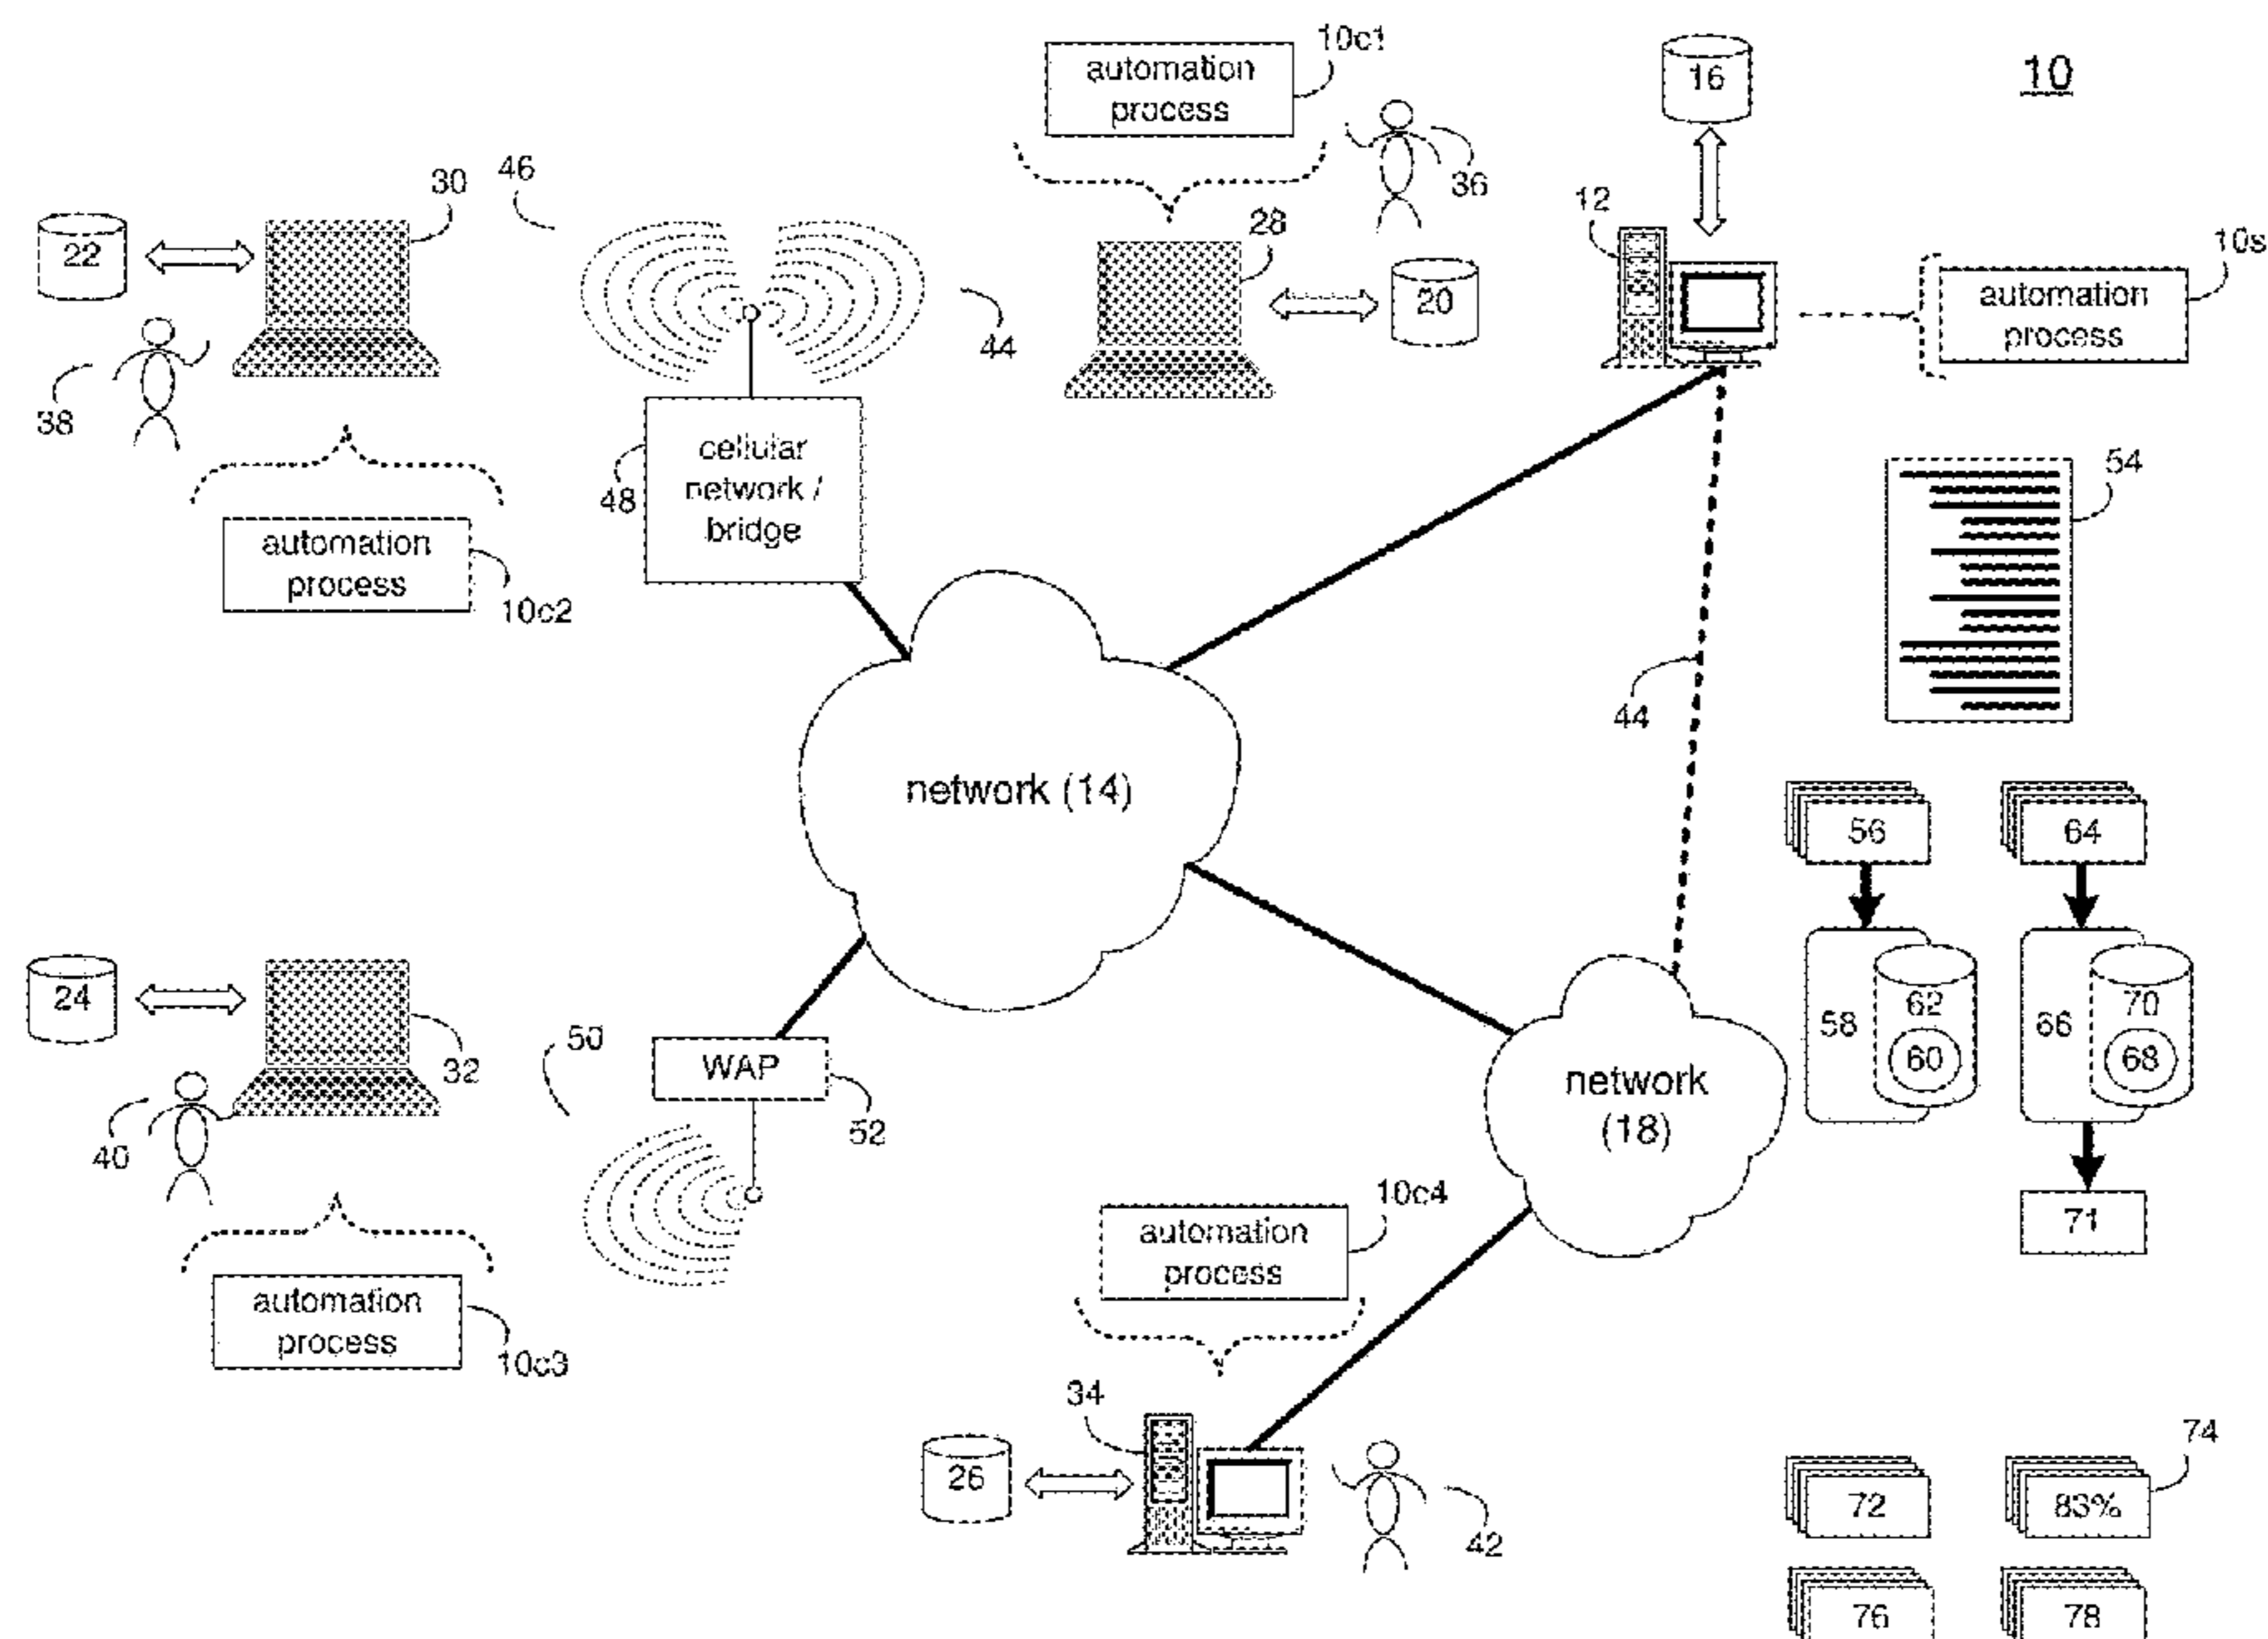 10c1
automation
process
16
10
36
12
10s
automation
process
46
30
22
28
20
44
38
cellular
network /
bridge
48
54
automation
process
10c2
44
network (14)
56
64
24
32
50
WAP
52
58
62
60
66
70
68
network
(18)
40
10c4
automation
process
71
automation
process
10c3
34
26
42
74
72
83%
76
78